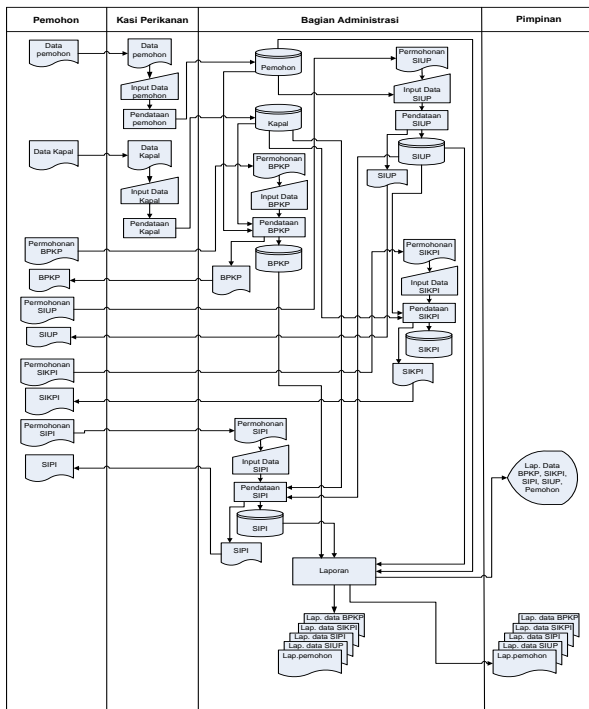 Pemohon
Kasi Perikanan
Bagian Administrasi
Pimpinan
Data
pemohon
Data
pemohon
Input Data
pemohon
Pendataan
pemohon
Pemohon
Permohonan
SIUP
Input Data
SIUP
Pendataan
SIUP
SIUP
SIUP
Data Kapal
Data
Kapal
Input Data
Kapal
Pendataan
Kapal
Kapal
Permohonan
BPKP
Input Data
BPKP
Pendataan
BPKP
BPKP
BPKP
Permohonan
BPKP
BPKP
Permohonan
SIUP
SIUP
Permohonan
SIKPI
SIKPI
Permohonan
SIPI
SIPI
Permohonan
SIKPI
Input Data
SIKPI
Pendataan
SIKPI
SIKPI
SIKPI
Permohonan
SIPI
Input Data
SIPI
Pendataan
SIPI
SIPI
SIPI
Lap. Data
BPKP, SIKPI,
SIPI, SIUP,
Pemohon
Laporan
Lap. data BPKP
Lap. data SIKPI
Lap. data SIPI
Lap. data SIUP
Lap.pemohon
Lap. data BPKP
Lap. data SIKPI
Lap. data SIPI
Lap. data SIUP
Lap.pemohon